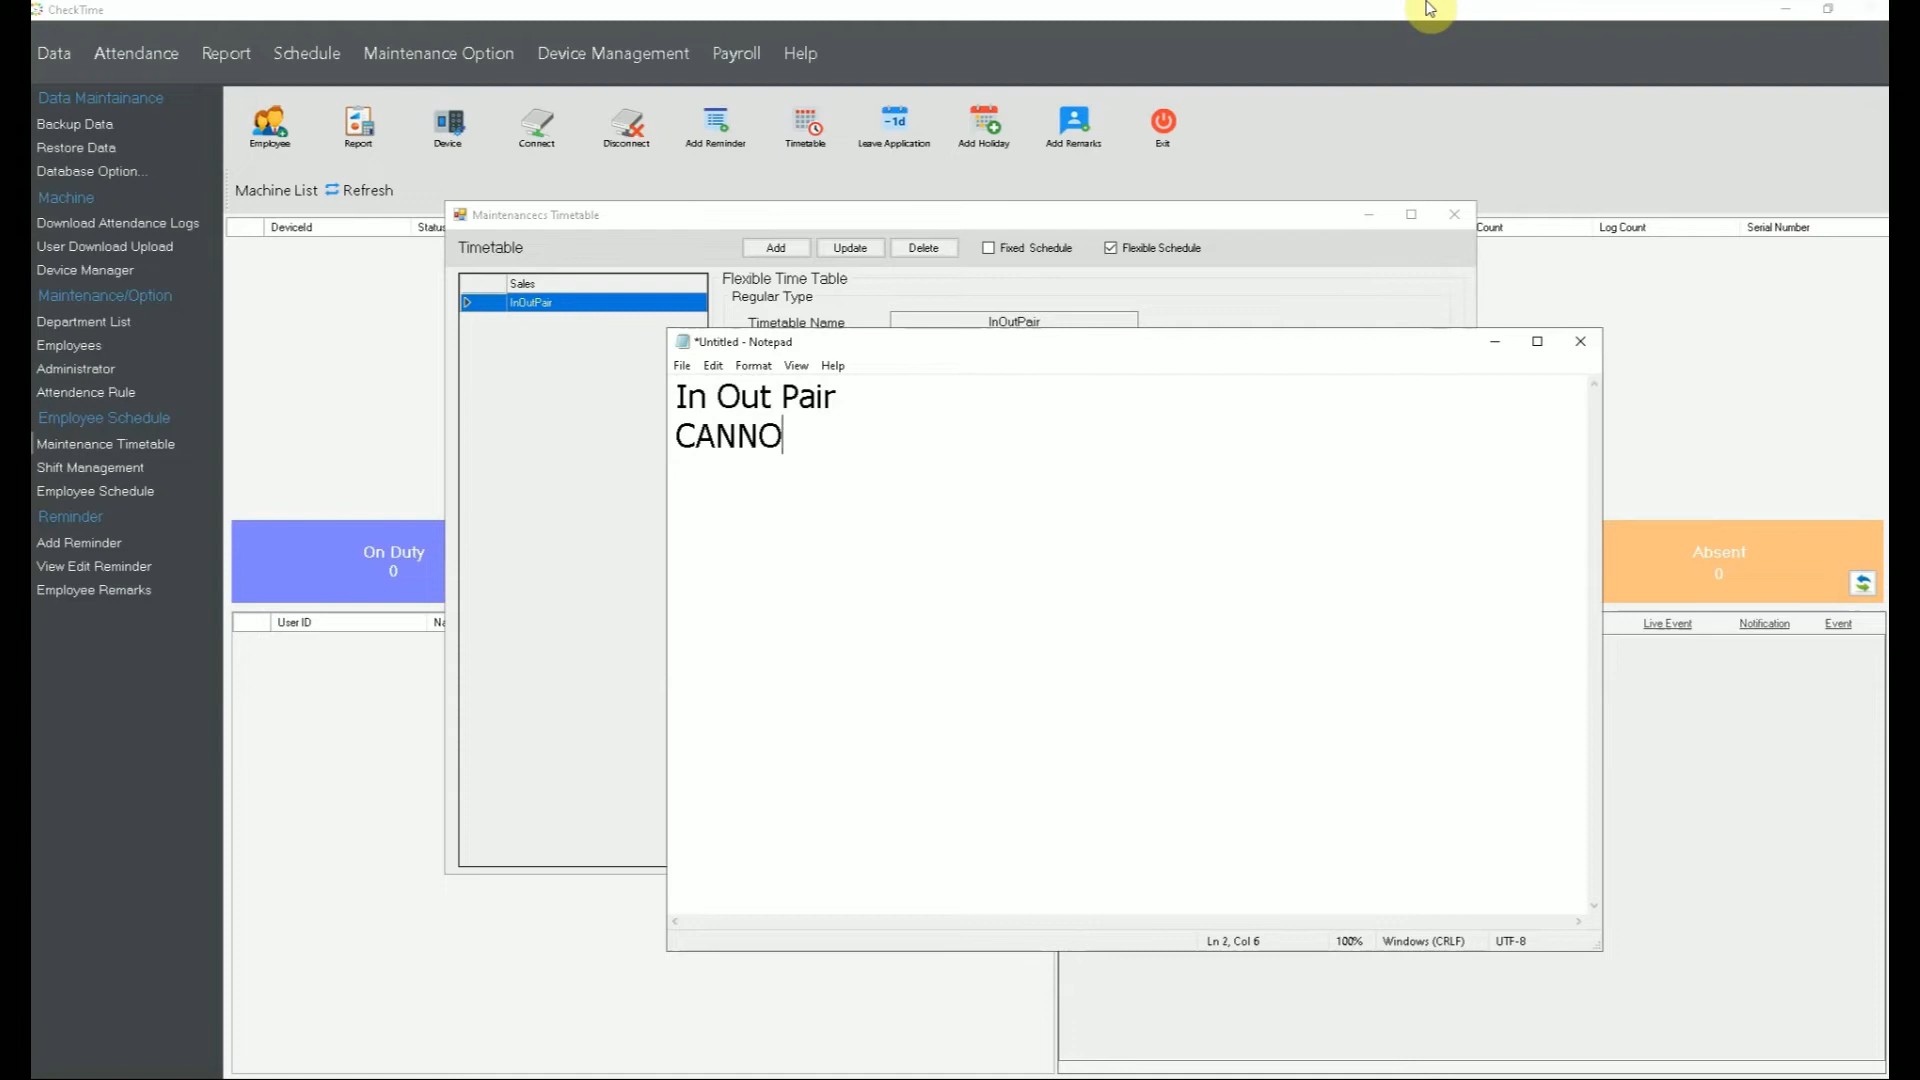 CheckTime
Data Attendance Report Schedule Maintenance Option Device Management Payroll Help
Data Maintainance
Backup Data
Restore Data
Database Option...
Machine
Download Attendance Logs
User Download Upload
Device Manager
Maintenance/Option
Department List
Employees
Administrator
Attendence Rule
Employee Schedule
Maintenance Timetable
Shift Management
Employee Schedule
Reminder
Add Reminder
View Edit Reminder
Employee Remarks
Employee Report Device Connect Disconnect Add Reminder Timetable -1d Leave Application Add Holiday Add Remarks Exit
Machine List Refresh
DeviceId Status Count Log Count Serial Number
Maintenancecs Timetable
Timetable Add Update Delete Fixed Schedule Flexible Schedule
Sales
InOutPair
Flexible Time Table
Regular Type
Timetable Name InOutPair
*Untitled - Notepad
File Edit Format View Help
In Out Pair
CANNO
Ln 2, Col 6 100% Windows (CRLF) UTF-8
On Duty
0
Absent
0
User ID Na
Live Event Notification Event